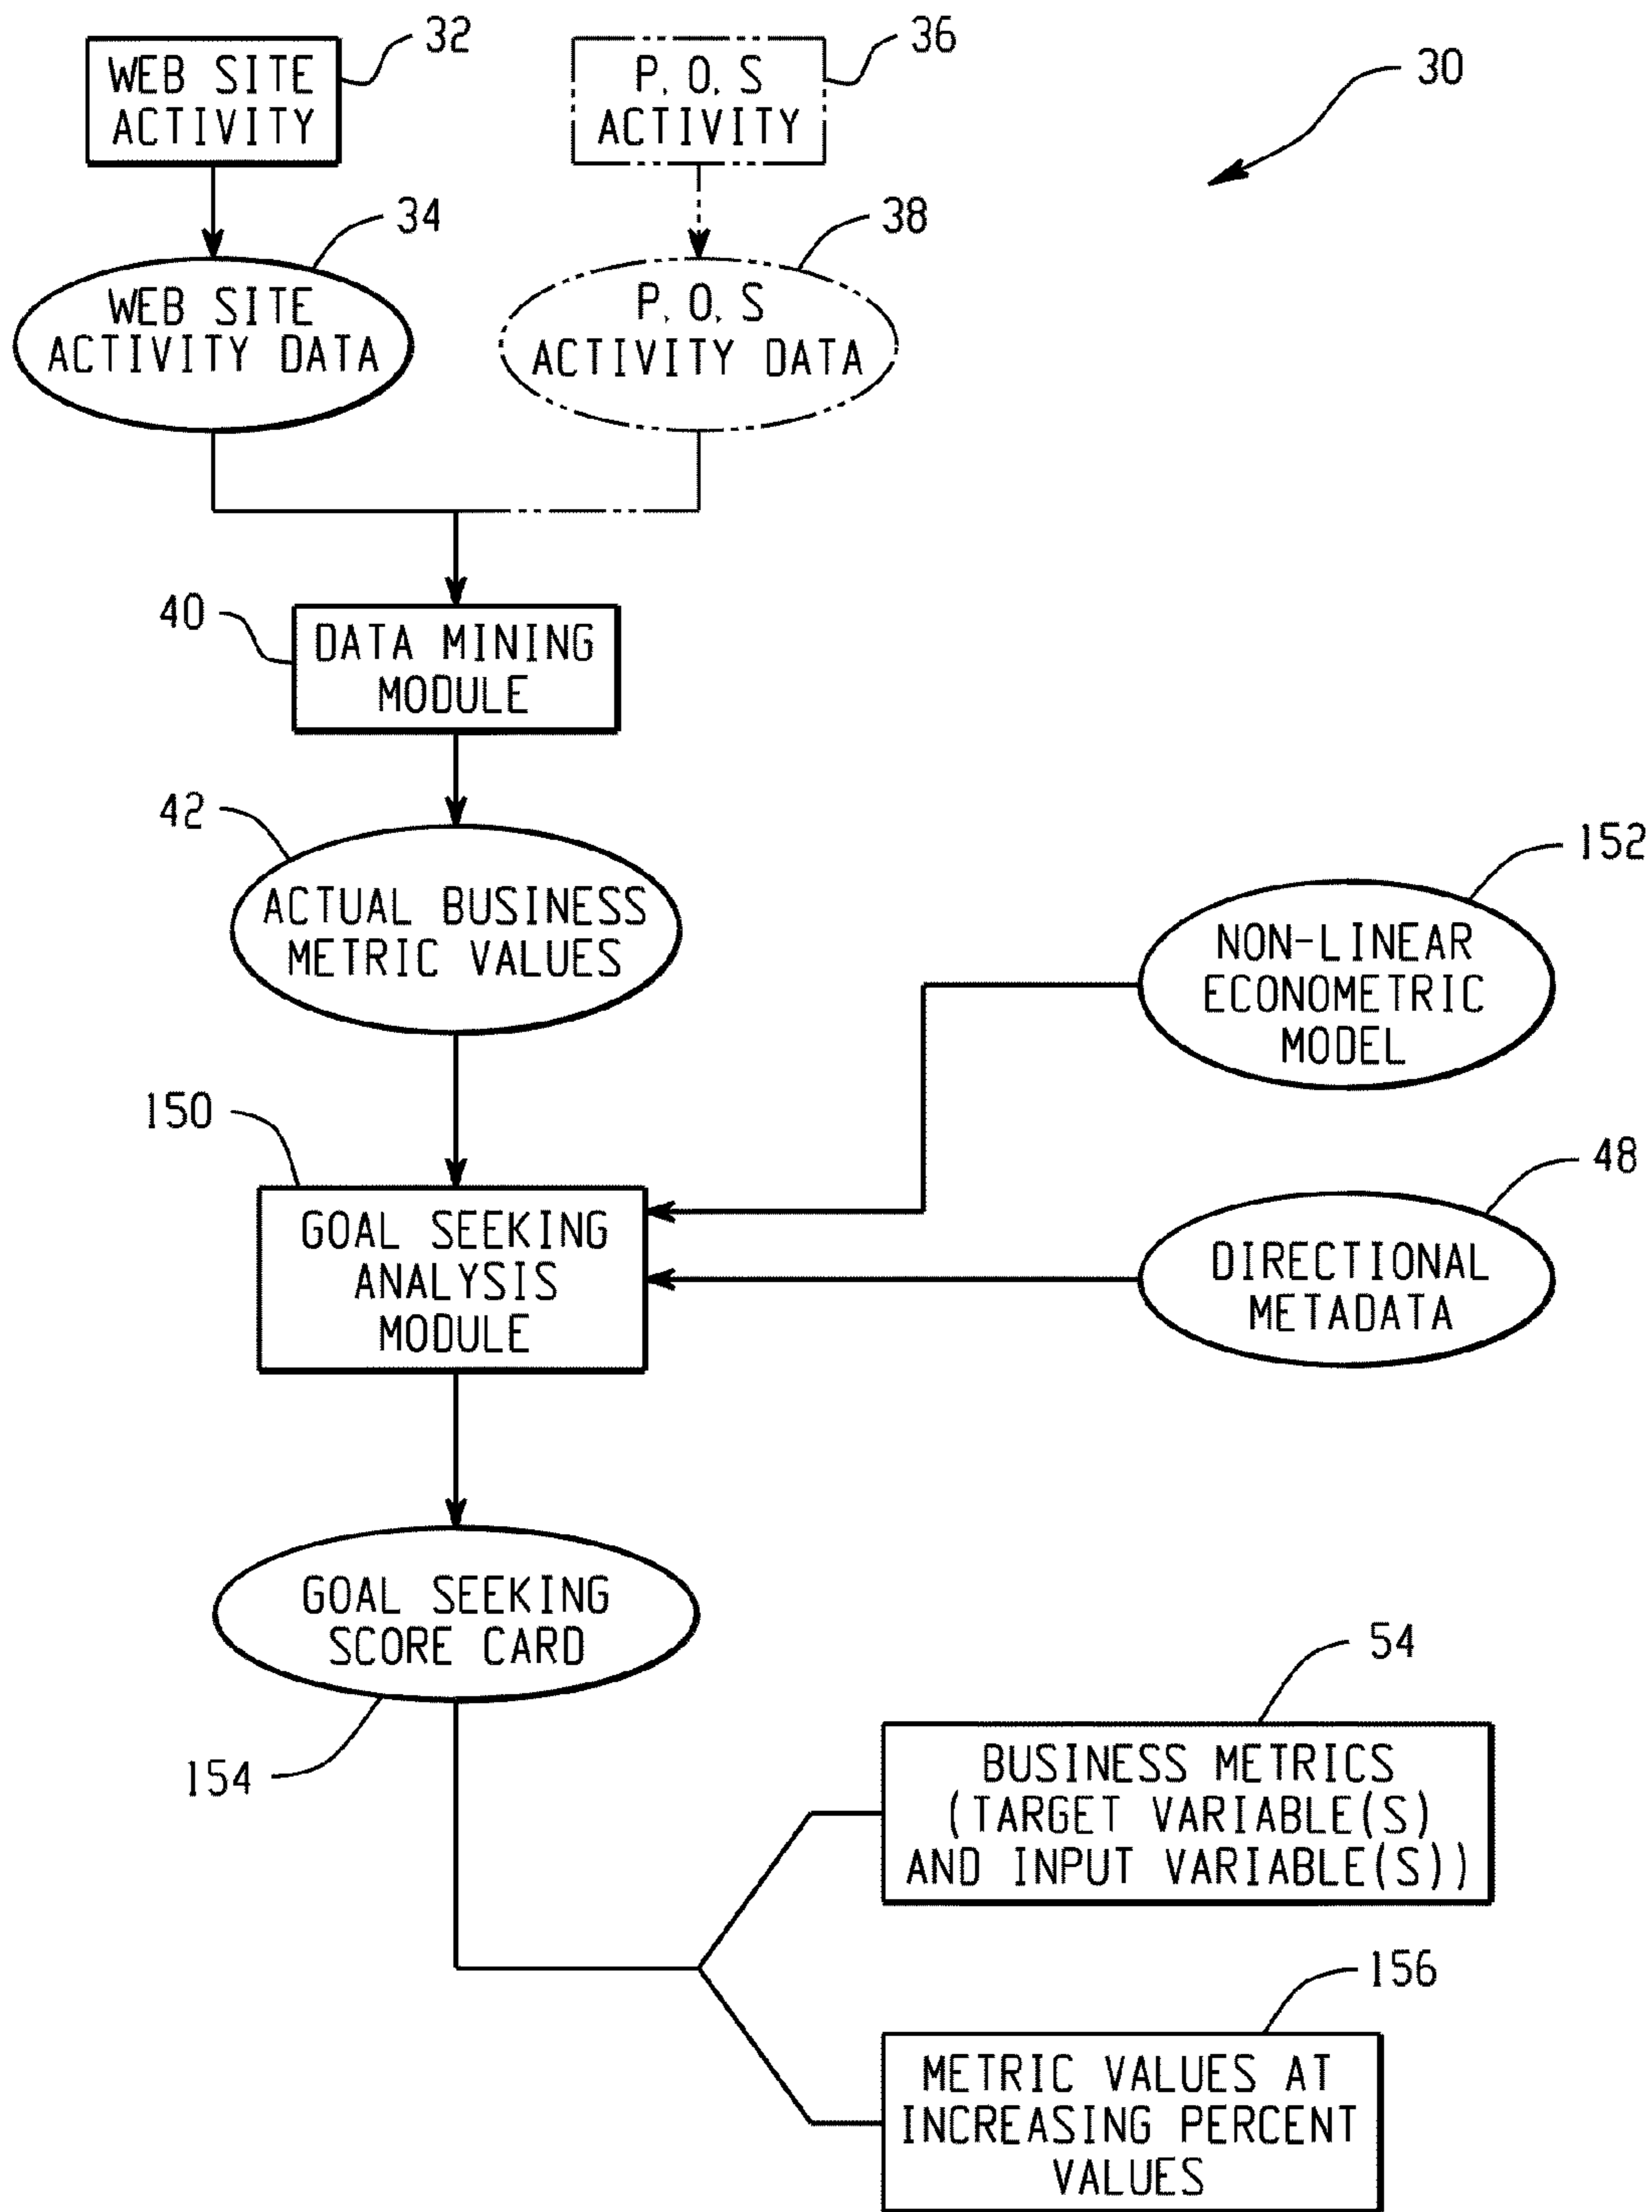 32
WEB SITE
ACTIVITY
36
P.O.S
ACTIVITY
30
34
WEB SITE
ACTIVITY DATA
38
P.O.S
ACTIVITY DATA
40
DATA MINING
MODULE
42
ACTUAL BUSINESS
METRIC VALUES
152
NON-LINEAR
ECONOMETRIC
MODEL
150
GOAL SEEKING
ANALYSIS
MODULE
48
DIRECTIONAL
METADATA
GOAL SEEKING
SCORE CARD
154
54
BUSINESS METRICS
(TARGET VARIABLE(S)
AND INPUT VARIABLE(S))
156
METRIC VALUES AT
INCREASING PERCENT
VALUES